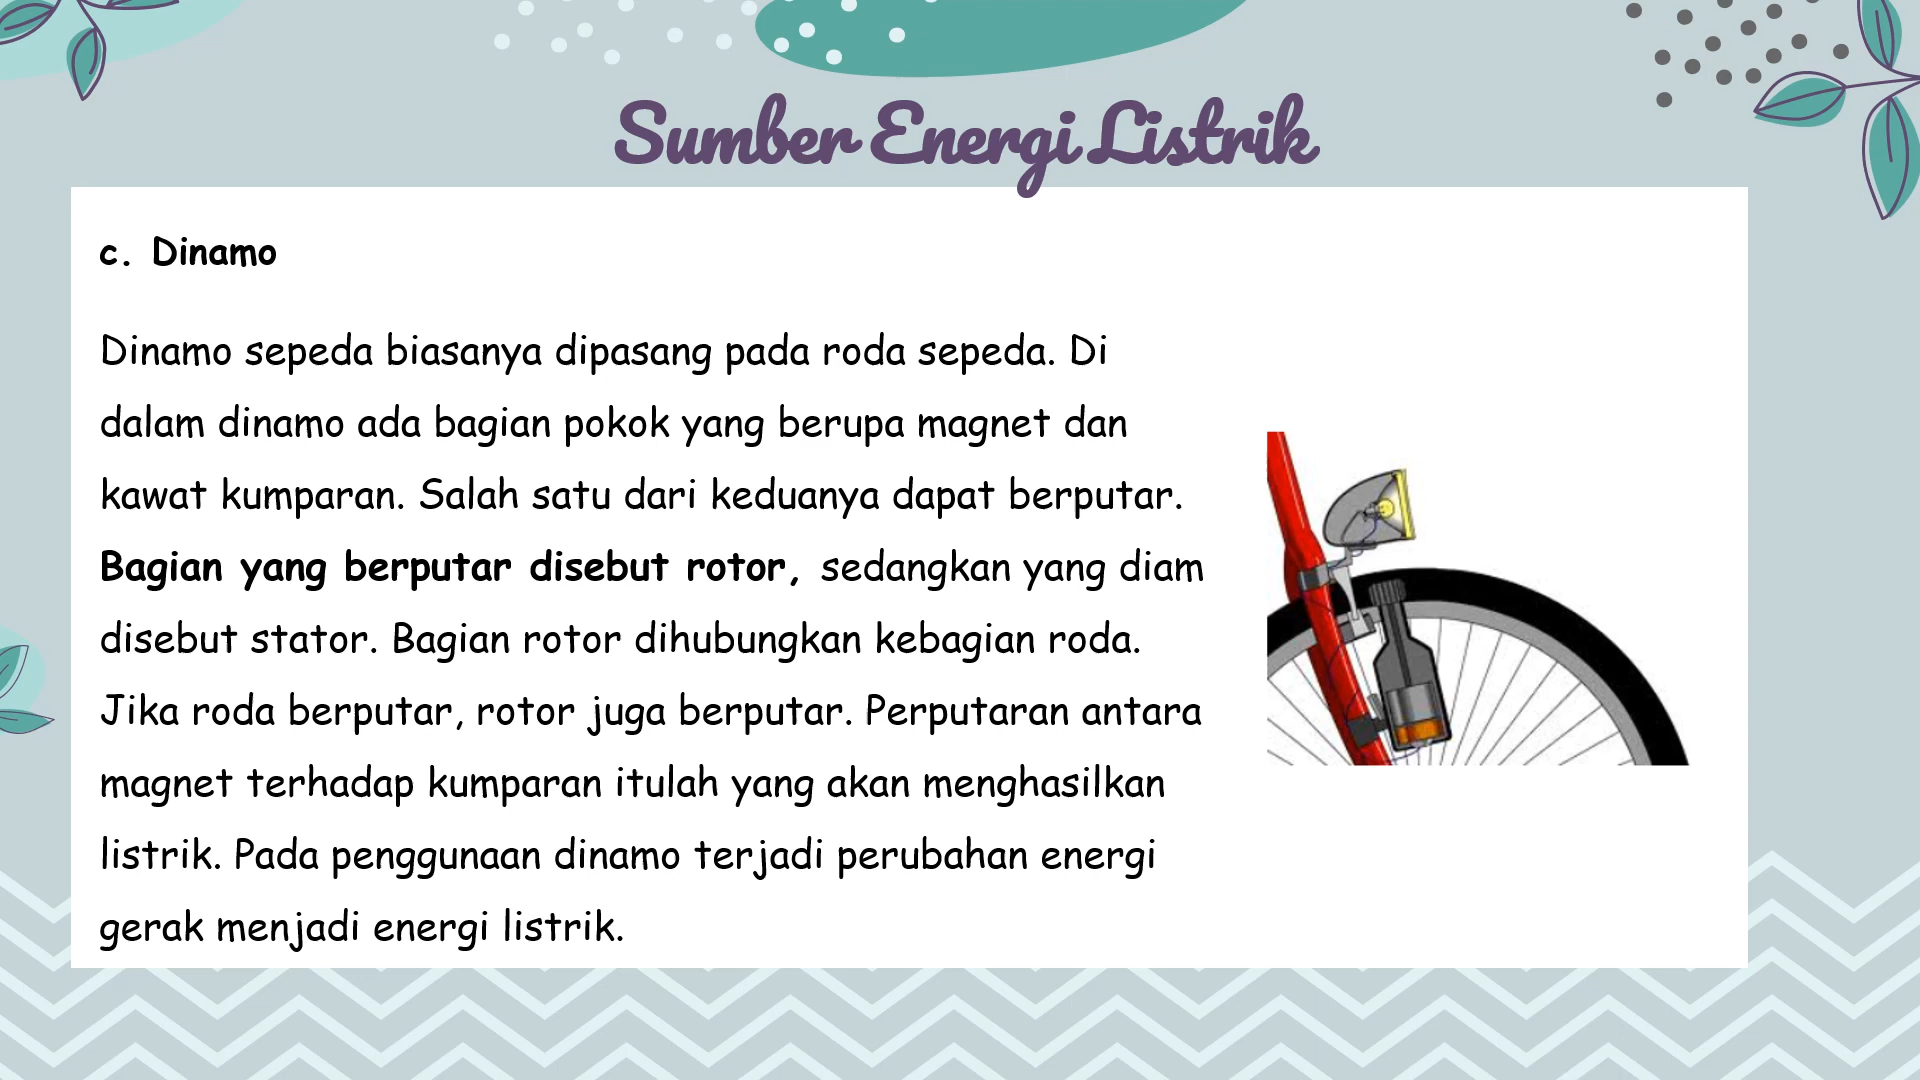 Sumber Energi Listrik
c. Dinamo
Dinamo sepeda biasanya dipasang pada roda sepeda. Di
dalam dinamo ada bagian pokok yang berupa magnet dan
kawat kumparan. Salah satu dari keduanya dapat berputar.
Bagian yang berputar disebut rotor, sedangkan yang diam
disebut stator. Bagian rotor dihubungkan kebagian roda.
Jika roda berputar, rotor juga berputar. Perputaran antara
magnet terhadap kumparan itulah yang akan menghasilkan
listrik. Pada penggunaan dinamo terjadi perubahan energi
gerak menjadi energi listrik.